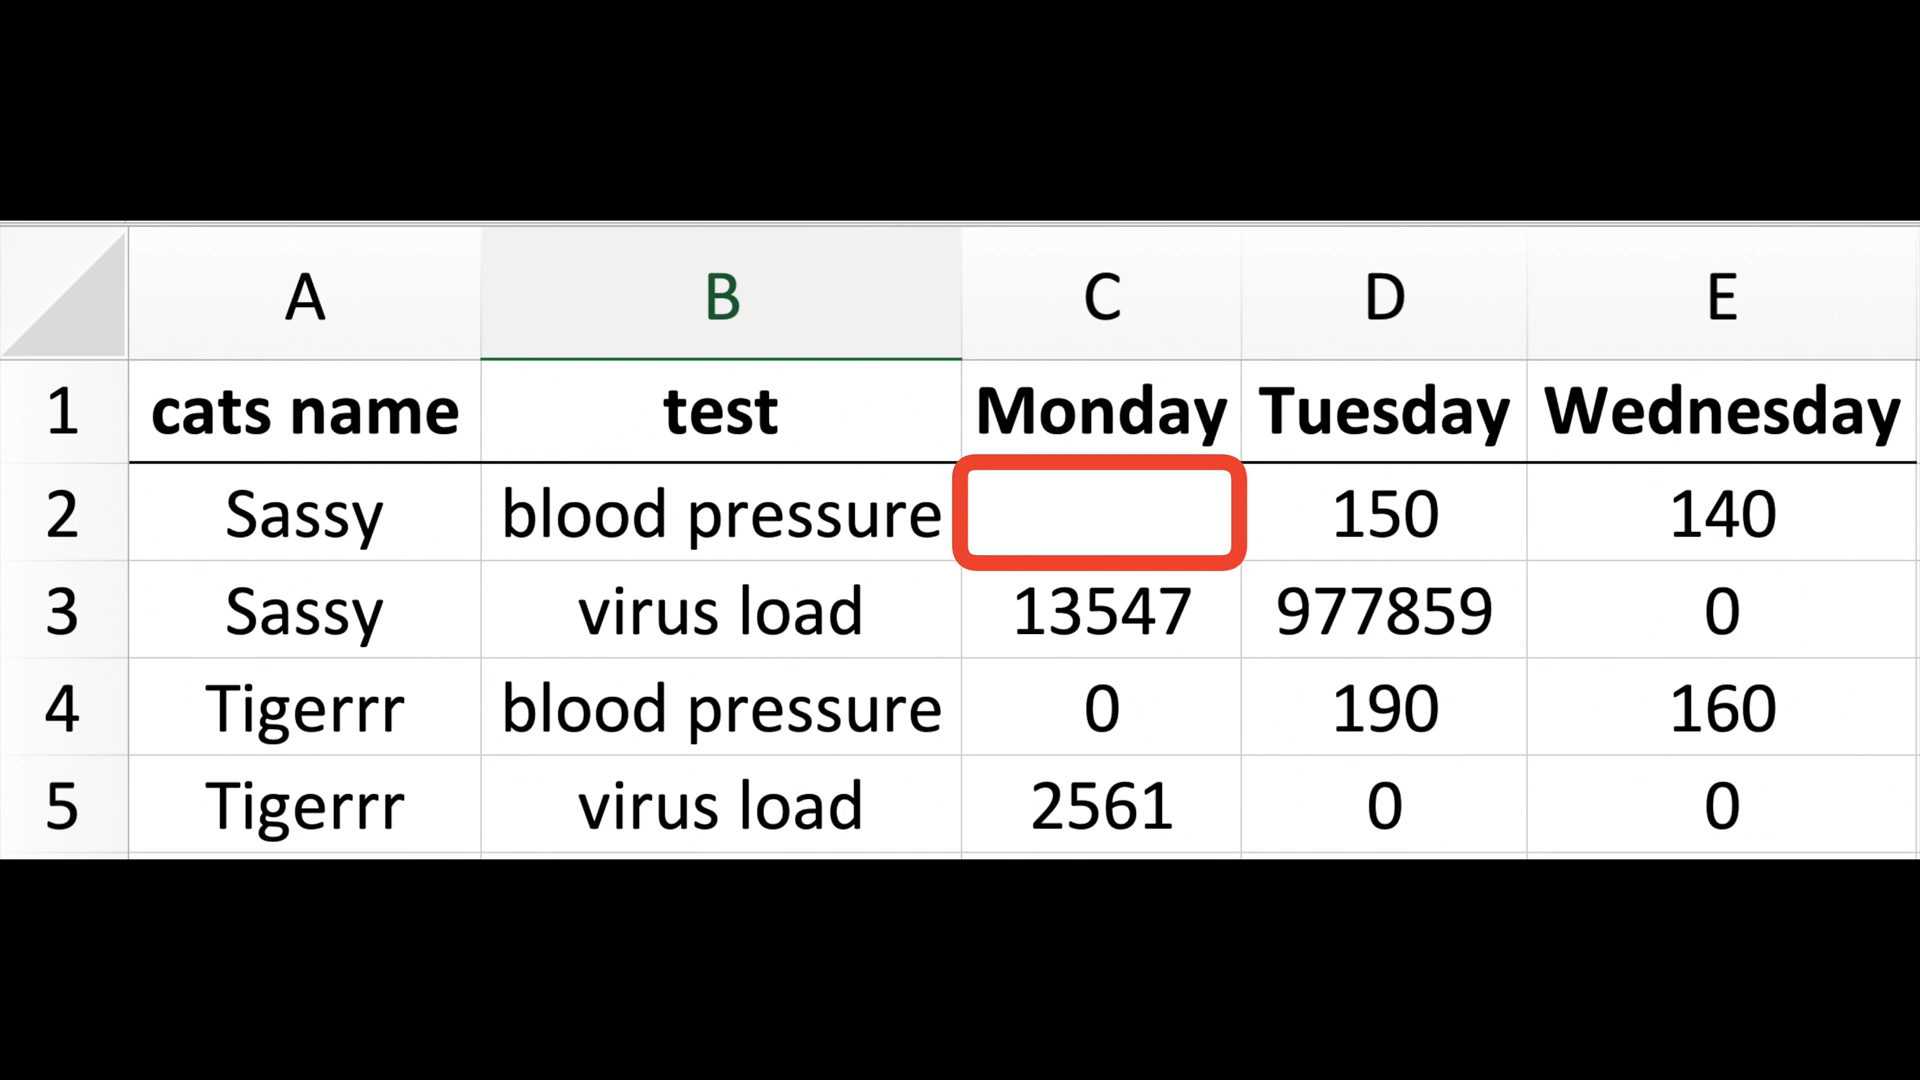 A B C D E
1 cats name test Monday Tuesday Wednesday
2 Sassy blood pressure 150 140
3 Sassy virus load 13547 977859 0
4 Tigerrr blood pressure 0 190 160
5 Tigerrr virus load 2561 0 0